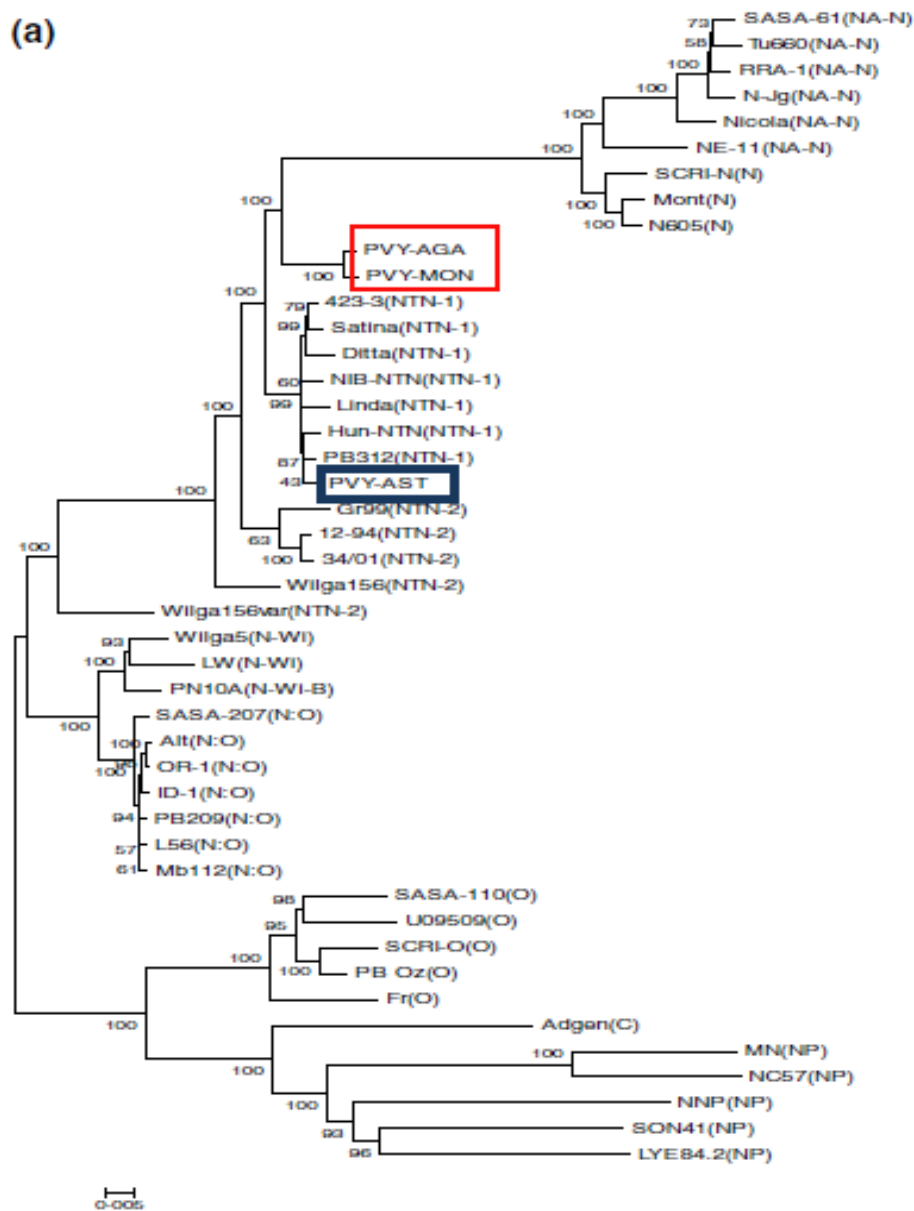 (a)
SASA-61(NA-N)
73
58
Tu660(NA-N)
100
RRA-1(NA-N)
100
N-Jg(NA-N)
100
Nicola(NA-N)
100
NE-11(NA-N)
100
SCRI-N(N)
100
Mont(N)
100
N605(N)
100
PVY-AGA
100
PVY-MON
100
423-3(NTN-1)
79
99
Satina(NTN-1)
Ditta(NTN-1)
60
NIB-NTN(NTN-1)
99
Linda(NTN-1)
100
Hun-NTN(NTN-1)
87
PB312(NTN-1)
43
PVY-AST
100
Gr99(NTN-2)
63
12-94(NTN-2)
100
34/01(NTN-2)
100
Wilga156(NTN-2)
Wilga156var(NTN-2)
93
Wilga5(N-Wi)
100
LW(N-Wi)
PN10A(N-Wi-B)
100
SASA-207(N:O)
100
Alt(N:O)
100
OR-1(N:O)
ID-1(N:O)
94
PB209(N:O)
57
L56(N:O)
61
Mb112(N:O)
98
SASA-110(O)
95
U09509(O)
SCRI-O(O)
100
100
PB Oz(O)
Fr(O)
100
Adgen(C)
100
100
MN(NP)
NC57(NP)
100
NNP(NP)
93
SON41(NP)
96
LYE84.2(NP)
0·005